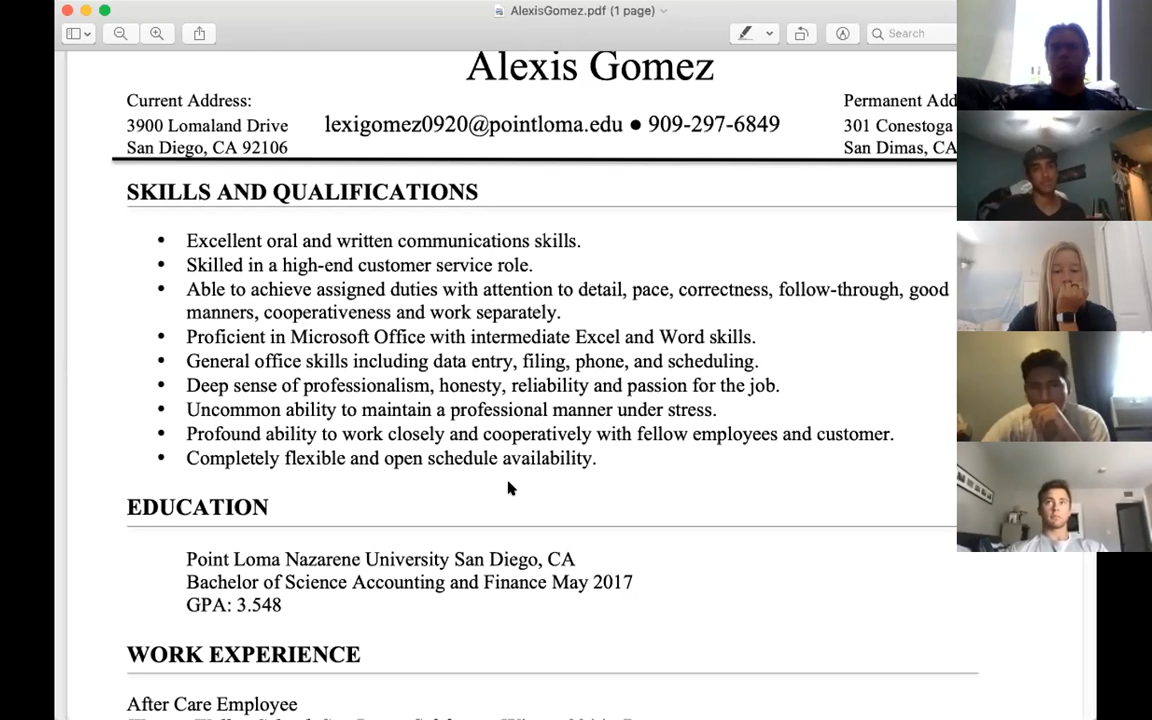 AlexisGomez.pdf (1 page)
Search
Alexis Gomez
Current Address:
3900 Lomaland Drive
San Diego, CA 92106
lexigomez0920@pointloma.edu ● 909-297-6849
Permanent Add
301 Conestoga
San Dimas, CA
SKILLS AND QUALIFICATIONS
• Excellent oral and written communications skills.
• Skilled in a high-end customer service role.
• Able to achieve assigned duties with attention to detail, pace, correctness, follow-through, good
manners, cooperativeness and work separately.
• Proficient in Microsoft Office with intermediate Excel and Word skills.
• General office skills including data entry, filing, phone, and scheduling.
• Deep sense of professionalism, honesty, reliability and passion for the job.
• Uncommon ability to maintain a professional manner under stress.
• Profound ability to work closely and cooperatively with fellow employees and customer.
• Completely flexible and open schedule availability.
EDUCATION
Point Loma Nazarene University San Diego, CA
Bachelor of Science Accounting and Finance May 2017
GPA: 3.548
WORK EXPERIENCE
After Care Employee